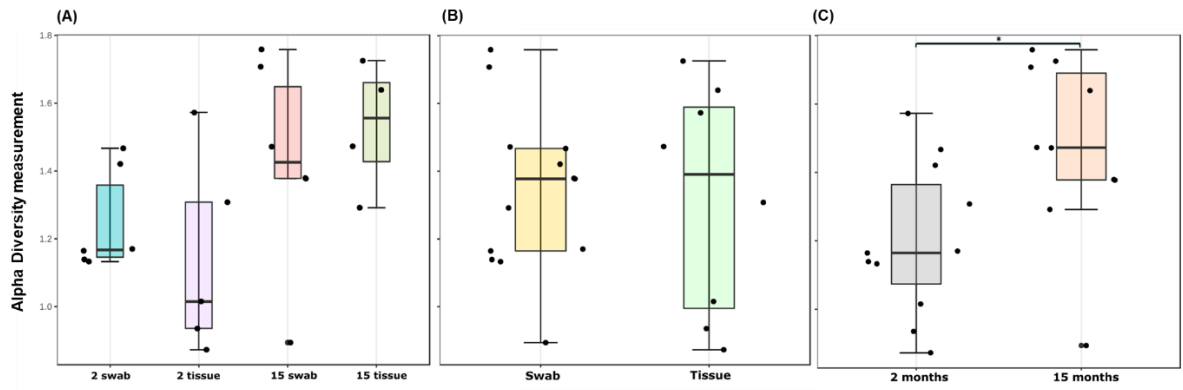 (A)
(B)
(C)
Alpha Diversity measurement
1.8
1.6
1.4
1.2
1.0
*
2 swab
2 tissue
15 swab
15 tissue
Swab
Tissue
2 months
15 months